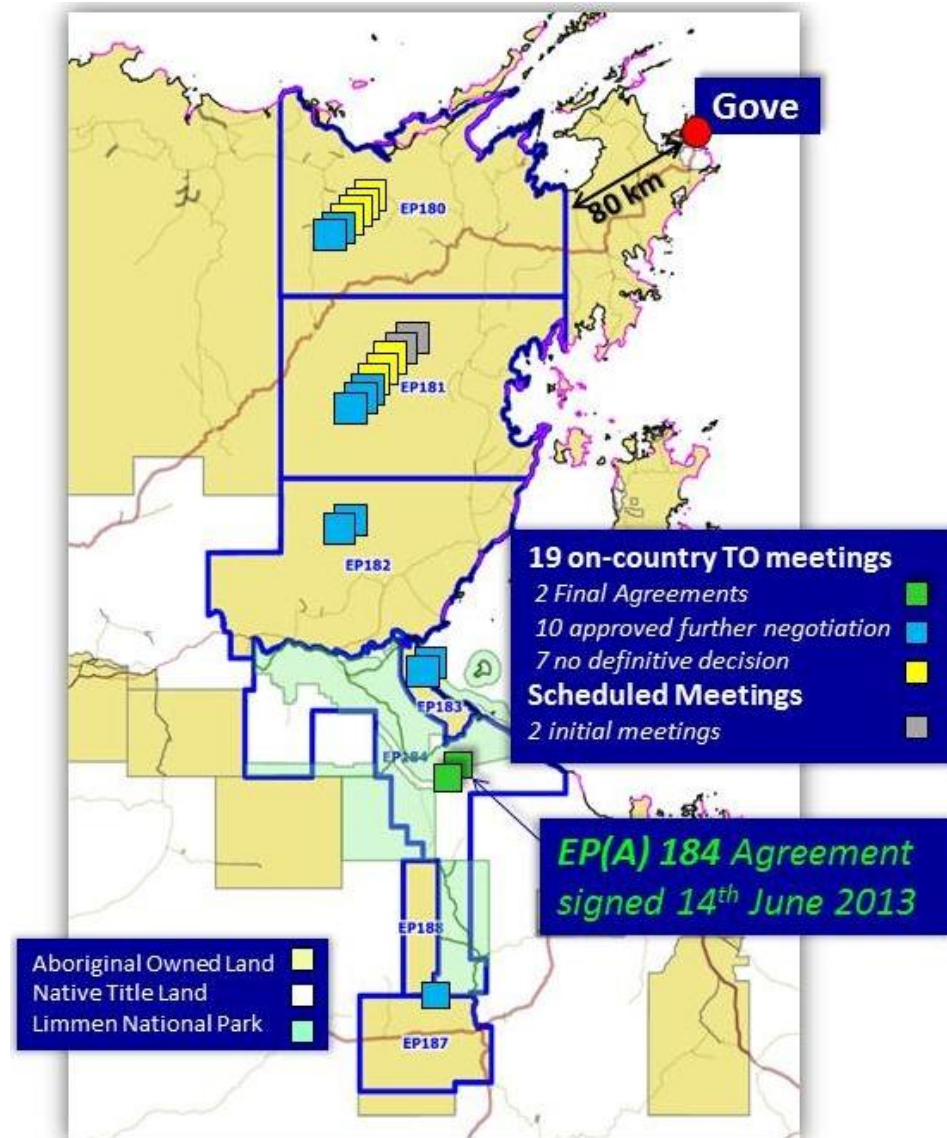 Gove
80 km
EP180
EP181
EP182
19 on-country TO meetings
2 Final Agreements
10 approved further negotiation
7 no definitive decision
Scheduled Meetings
2 initial meetings
EP183
EP184
EP(A) 184 Agreement
signed 14th June 2013
EP188
Aboriginal Owned Land
Native Title Land
Limmen National Park
EP187